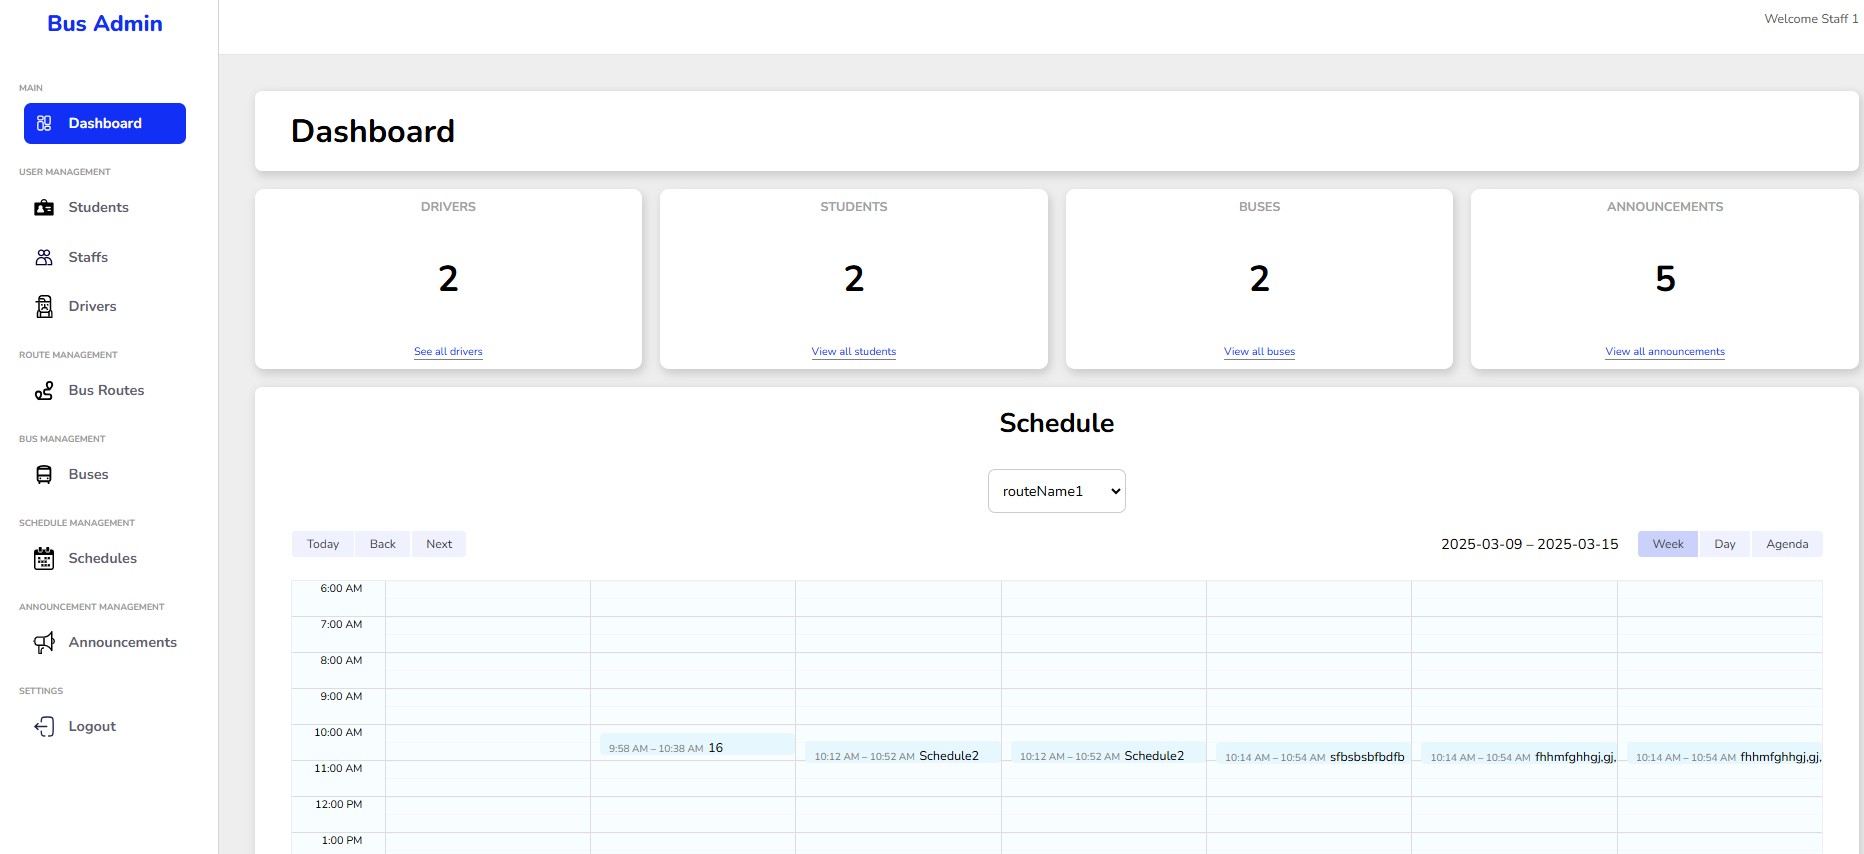 Bus Admin
Welcome Staff 1
MAIN
Dashboard
USER MANAGEMENT
Students
Staffs
Drivers
ROUTE MANAGEMENT
Bus Routes
BUS MANAGEMENT
Buses
SCHEDULE MANAGEMENT
Schedules
ANNOUNCEMENT MANAGEMENT
Announcements
SETTINGS
Logout
Dashboard
DRIVERS
2
See all drivers
STUDENTS
2
View all students
BUSES
2
View all buses
ANNOUNCEMENTS
5
View all announcements
Schedule
routeName1
Today Back Next
2025-03-09 – 2025-03-15
Week Day Agenda
6:00 AM
7:00 AM
8:00 AM
9:00 AM
10:00 AM
11:00 AM
12:00 PM
1:00 PM
9:58 AM – 10:38 AM 16
10:12 AM – 10:52 AM Schedule2
10:12 AM – 10:52 AM Schedule2
10:14 AM – 10:54 AM sfbsbsbfbdfb
10:14 AM – 10:54 AM fhhmfghhgj,gj,
10:14 AM – 10:54 AM fhhmfghhgj,gj,